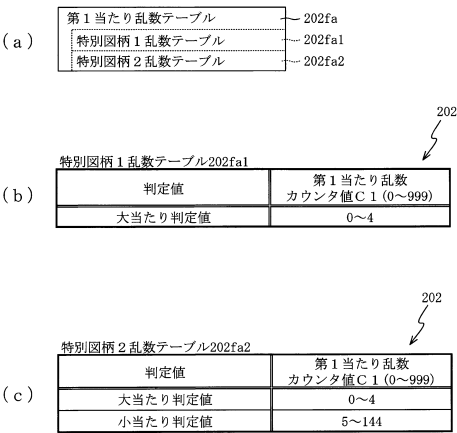 (a)
第1当たり乱数テーブル
202fa
特別図柄1乱数テーブル
202fa1
特別図柄2乱数テーブル
202fa2
202
(b)
特別図柄1乱数テーブル202fa1
判定値
第1当たり乱数
カウンタ値C1(0~999)
大当たり判定値
0~4
202
(c)
特別図柄2乱数テーブル202fa2
判定値
第1当たり乱数
カウンタ値C1(0~999)
大当たり判定値
0~4
小当たり判定値
5~144